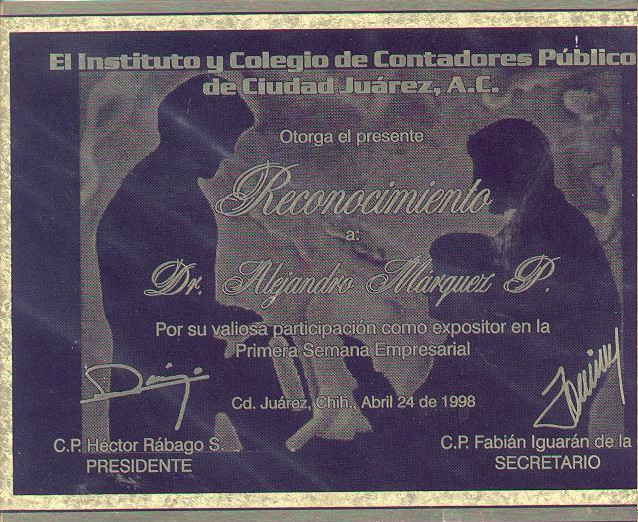 El Instituto y Colegio de Contadores Público
de Ciudad Juárez, A.C.
Otorga el presente
Reconocimiento
a:
Dr. Alejandro Márquez P.
Por su valiosa participación como expositor en la
Primera Semana Empresarial
Cd. Juárez, Chih., Abril 24 de 1998
C.P. Héctor Rábago S.
PRESIDENTE
C.P. Fabián Iguarán de la
SECRETARIO